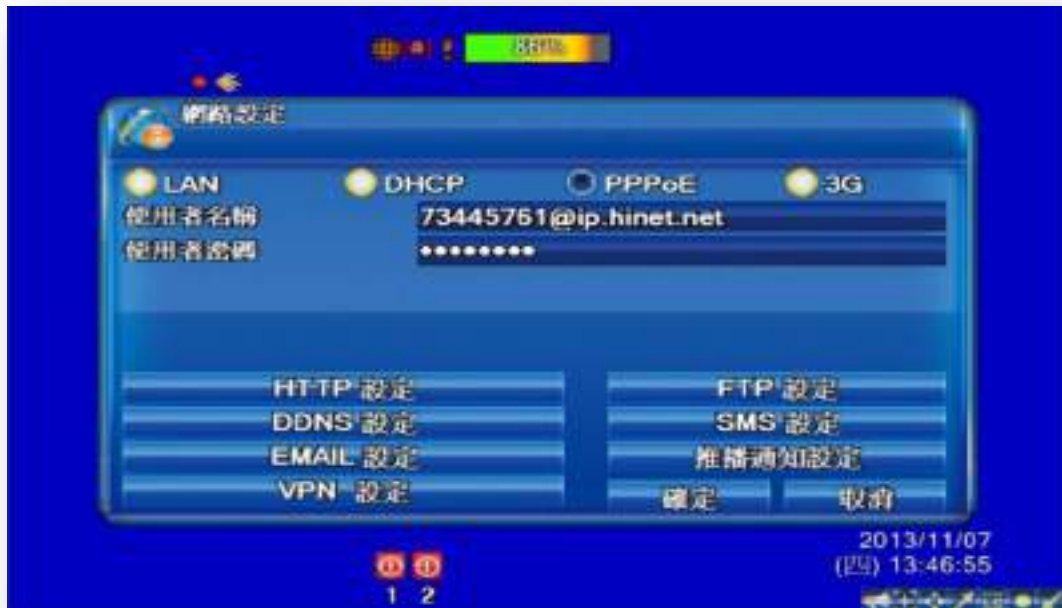 88%
網路設定
LAN DHCP PPPoE 3G
使用者名稱 73445761@ip.hinet.net
使用者密碼 ••••••••
HTTP 設定 FTP 設定
DDNS 設定 SMS 設定
EMAIL 設定 推播通知設定
VPN 設定 確定 取消
2013/11/07
(四) 13:46:55
1 2